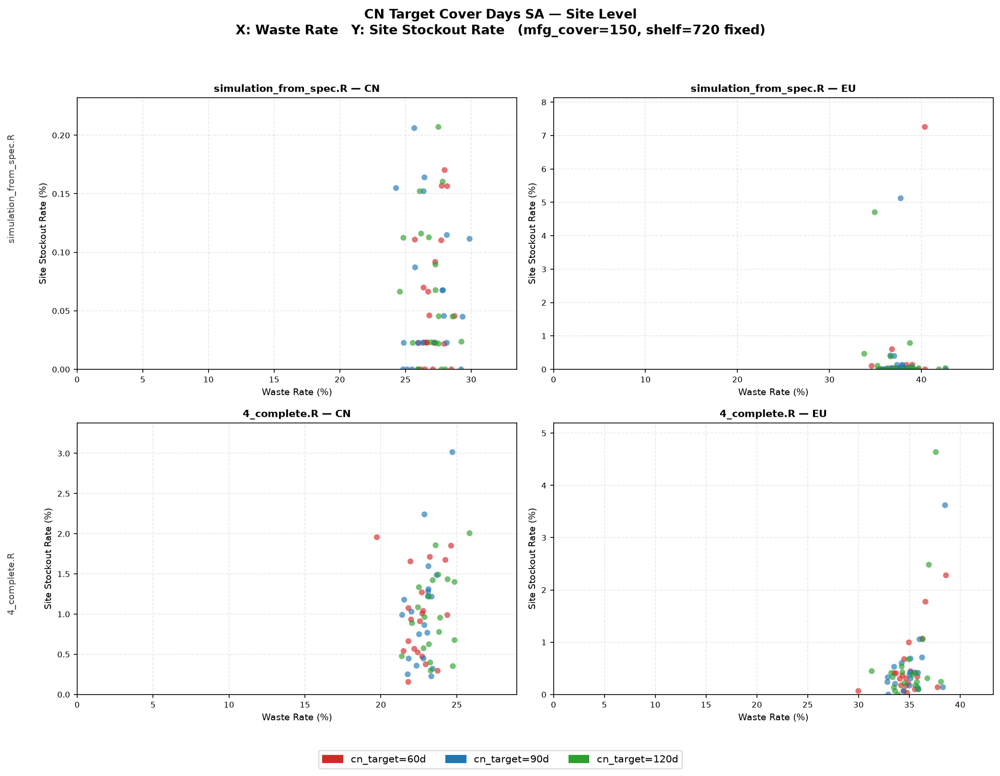 CN Target Cover Days SA — Site Level
X: Waste Rate   Y: Site Stockout Rate   (mfg_cover=150, shelf=720 fixed)
simulation_from_spec.R
simulation_from_spec.R — CN
Site Stockout Rate (%)
0.20
0.15
0.10
0.05
0.00
0 5 10 15 20 25 30
Waste Rate (%)
simulation_from_spec.R — EU
Site Stockout Rate (%)
8
7
6
5
4
3
2
1
0
0 10 20 30 40
Waste Rate (%)
4_complete.R
4_complete.R — CN
Site Stockout Rate (%)
3.0
2.5
2.0
1.5
1.0
0.5
0.0
0 5 10 15 20 25
Waste Rate (%)
4_complete.R — EU
Site Stockout Rate (%)
5
4
3
2
1
0
0 5 10 15 20 25 30 35 40
Waste Rate (%)
cn_target=60d cn_target=90d cn_target=120d